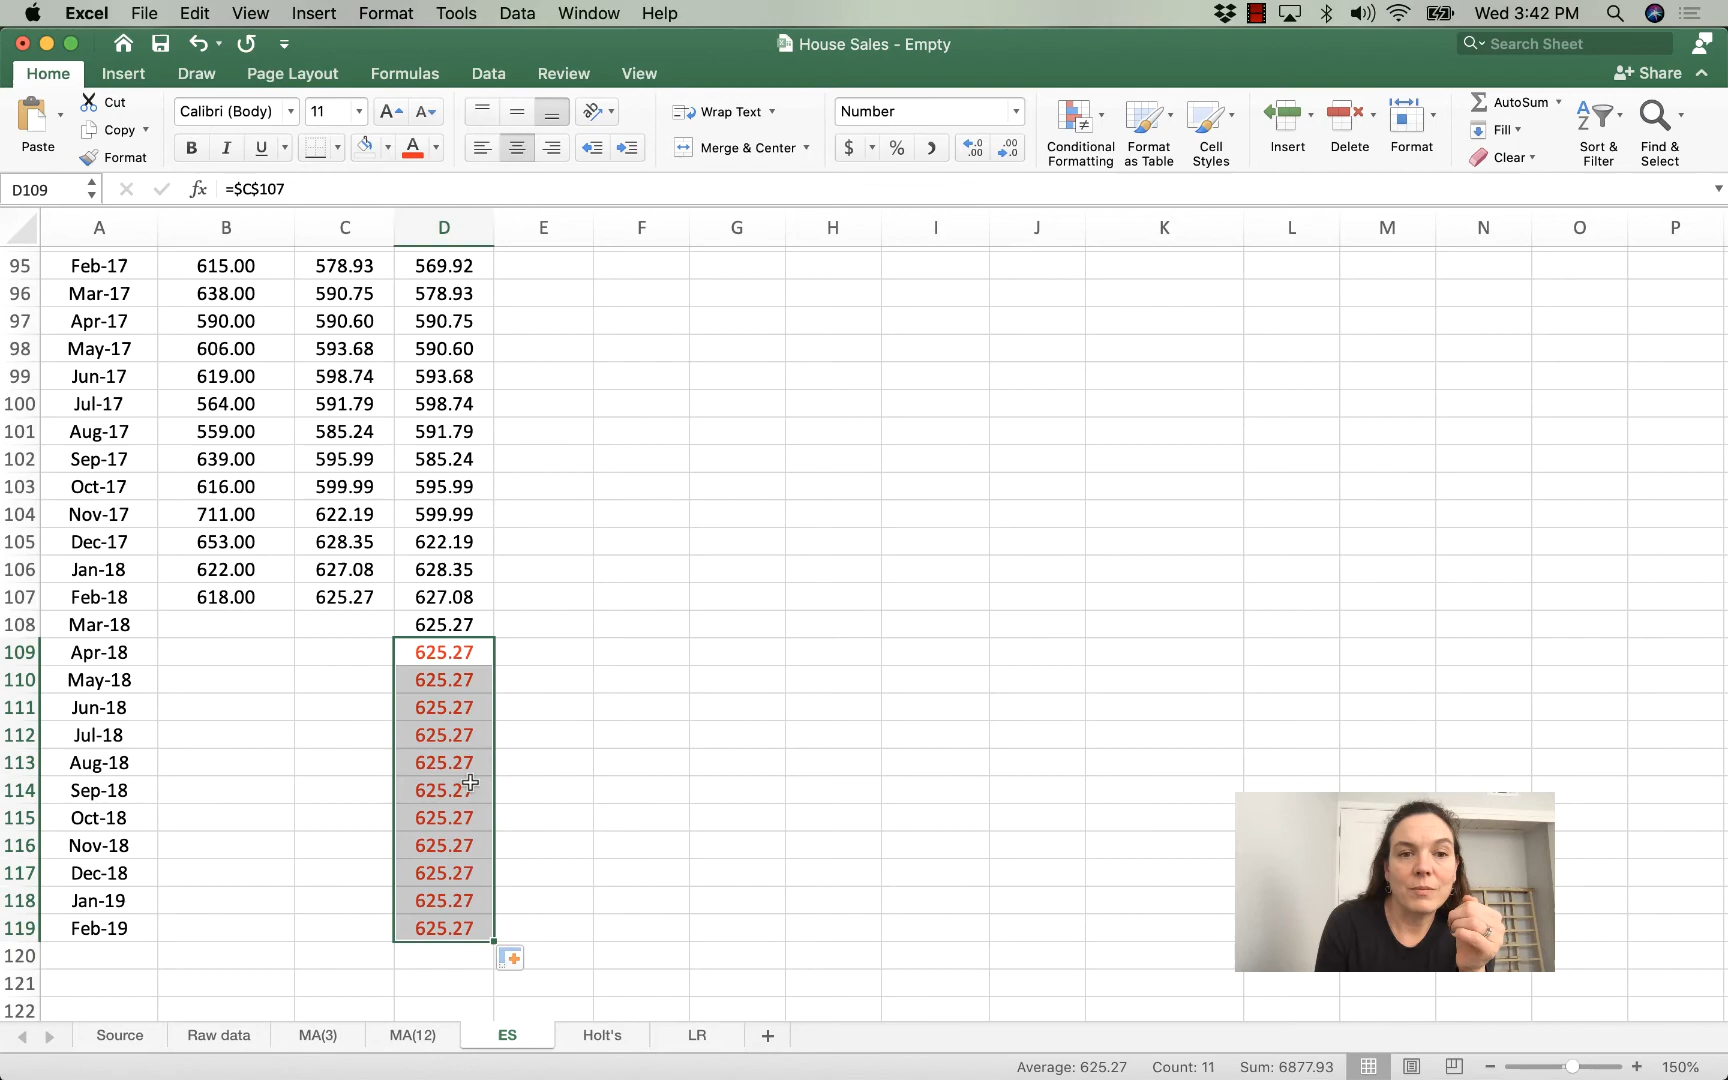 Excel File Edit View Insert Format Tools Data Window Help Wed 3:42 PM
House Sales - Empty Search Sheet
Home Insert Draw Page Layout Formulas Data Review View Share
Paste Cut Copy Format
Calibri (Body) 11 A A Wrap Text Number
B I U A Merge & Center $ % .0 .00 .00 .0
Conditional Formatting Format as Table Cell Styles Insert Delete Format
AutoSum Fill Clear Sort & Filter Find & Select
D109 fx =$C$107
A B C D E F G H I J K L M N O P
95 Feb-17 615.00 578.93 569.92
96 Mar-17 638.00 590.75 578.93
97 Apr-17 590.00 590.60 590.75
98 May-17 606.00 593.68 590.60
99 Jun-17 619.00 598.74 593.68
100 Jul-17 564.00 591.79 598.74
101 Aug-17 559.00 585.24 591.79
102 Sep-17 639.00 595.99 585.24
103 Oct-17 616.00 599.99 595.99
104 Nov-17 711.00 622.19 599.99
105 Dec-17 653.00 628.35 622.19
106 Jan-18 622.00 627.08 628.35
107 Feb-18 618.00 625.27 627.08
108 Mar-18 625.27
109 Apr-18 625.27
110 May-18 625.27
111 Jun-18 625.27
112 Jul-18 625.27
113 Aug-18 625.27
114 Sep-18 625.27
115 Oct-18 625.27
116 Nov-18 625.27
117 Dec-18 625.27
118 Jan-19 625.27
119 Feb-19 625.27
120
121
122
Source Raw data MA(3) MA(12) ES Holt's LR +
Average: 625.27 Count: 11 Sum: 6877.93 150%